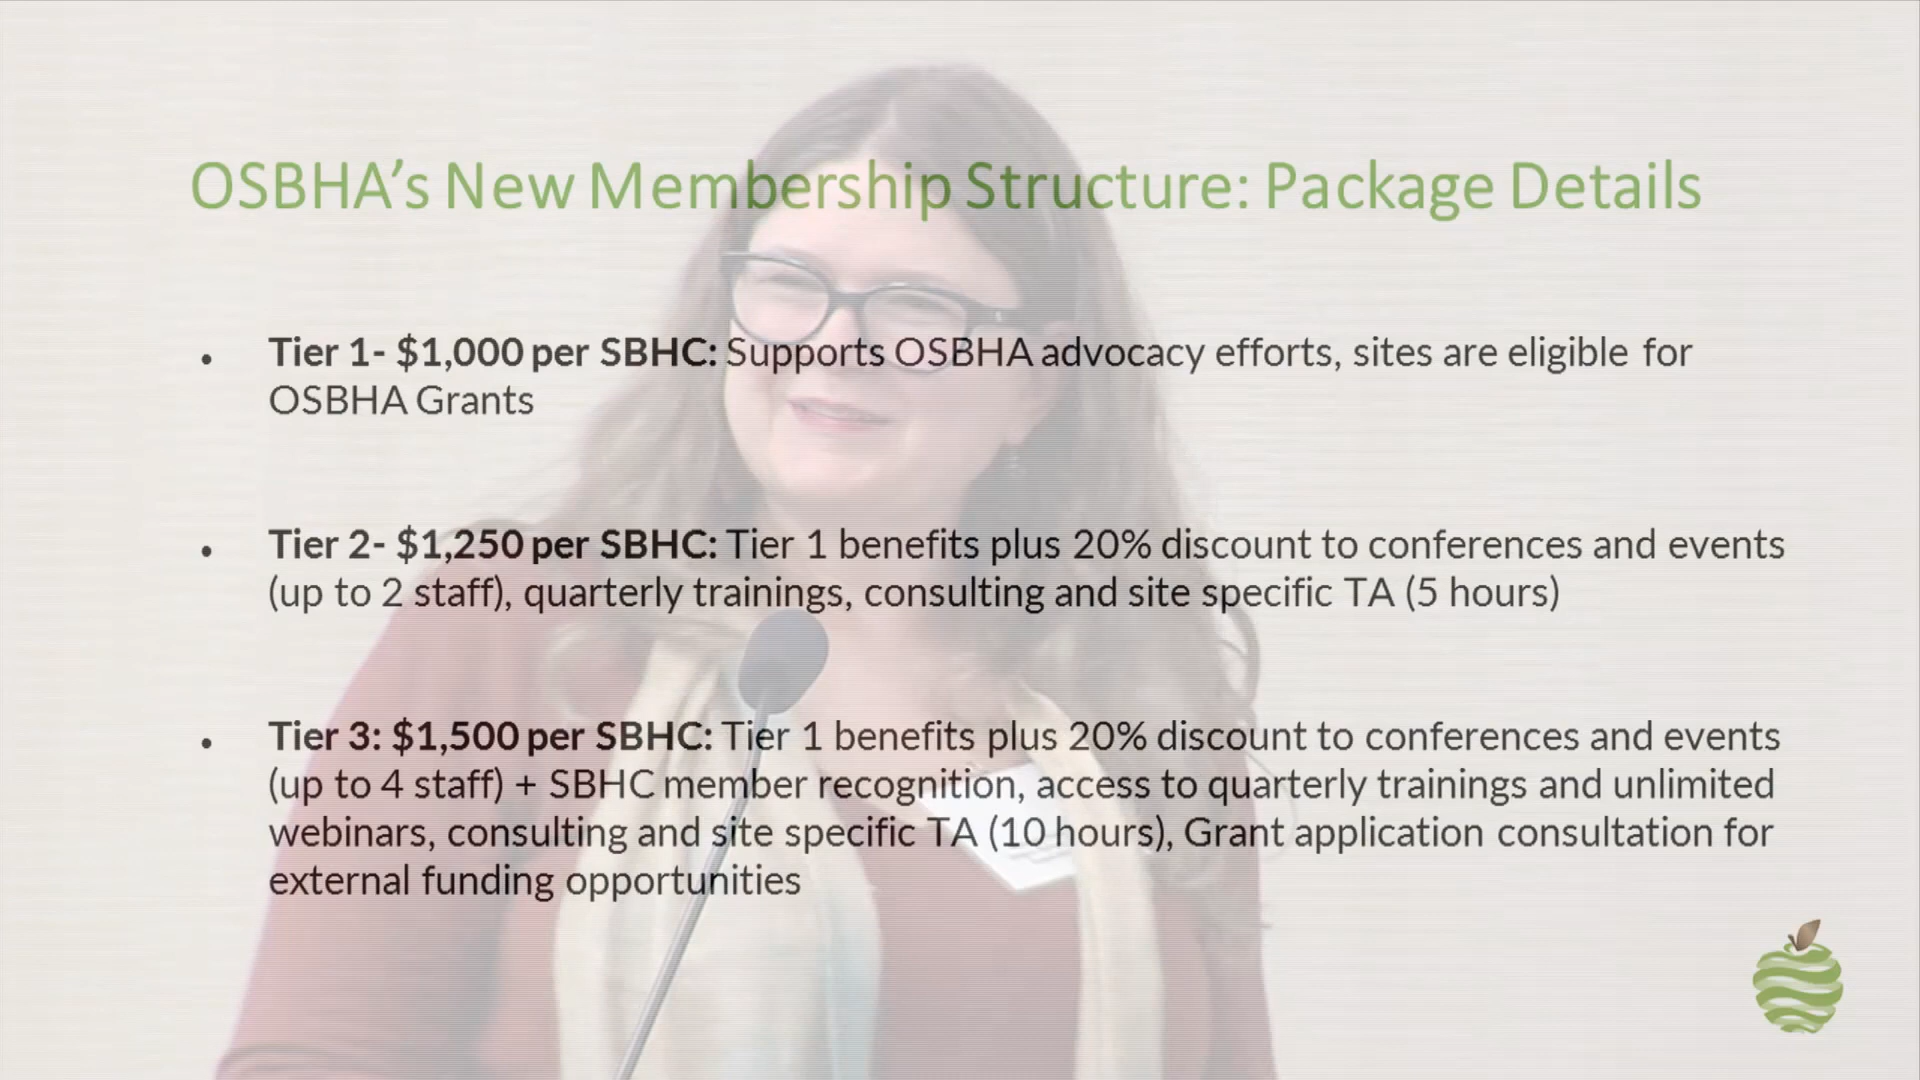 OSBHA's New Membership Structure: Package Details
• Tier 1- $1,000 per SBHC: Supports OSBHA advocacy efforts, sites are eligible for
OSBHA Grants
• Tier 2- $1,250 per SBHC: Tier 1 benefits plus 20% discount to conferences and events
(up to 2 staff), quarterly trainings, consulting and site specific TA (5 hours)
• Tier 3: $1,500 per SBHC: Tier 1 benefits plus 20% discount to conferences and events
(up to 4 staff) + SBHC member recognition, access to quarterly trainings and unlimited
webinars, consulting and site specific TA (10 hours), Grant application consultation for
external funding opportunities